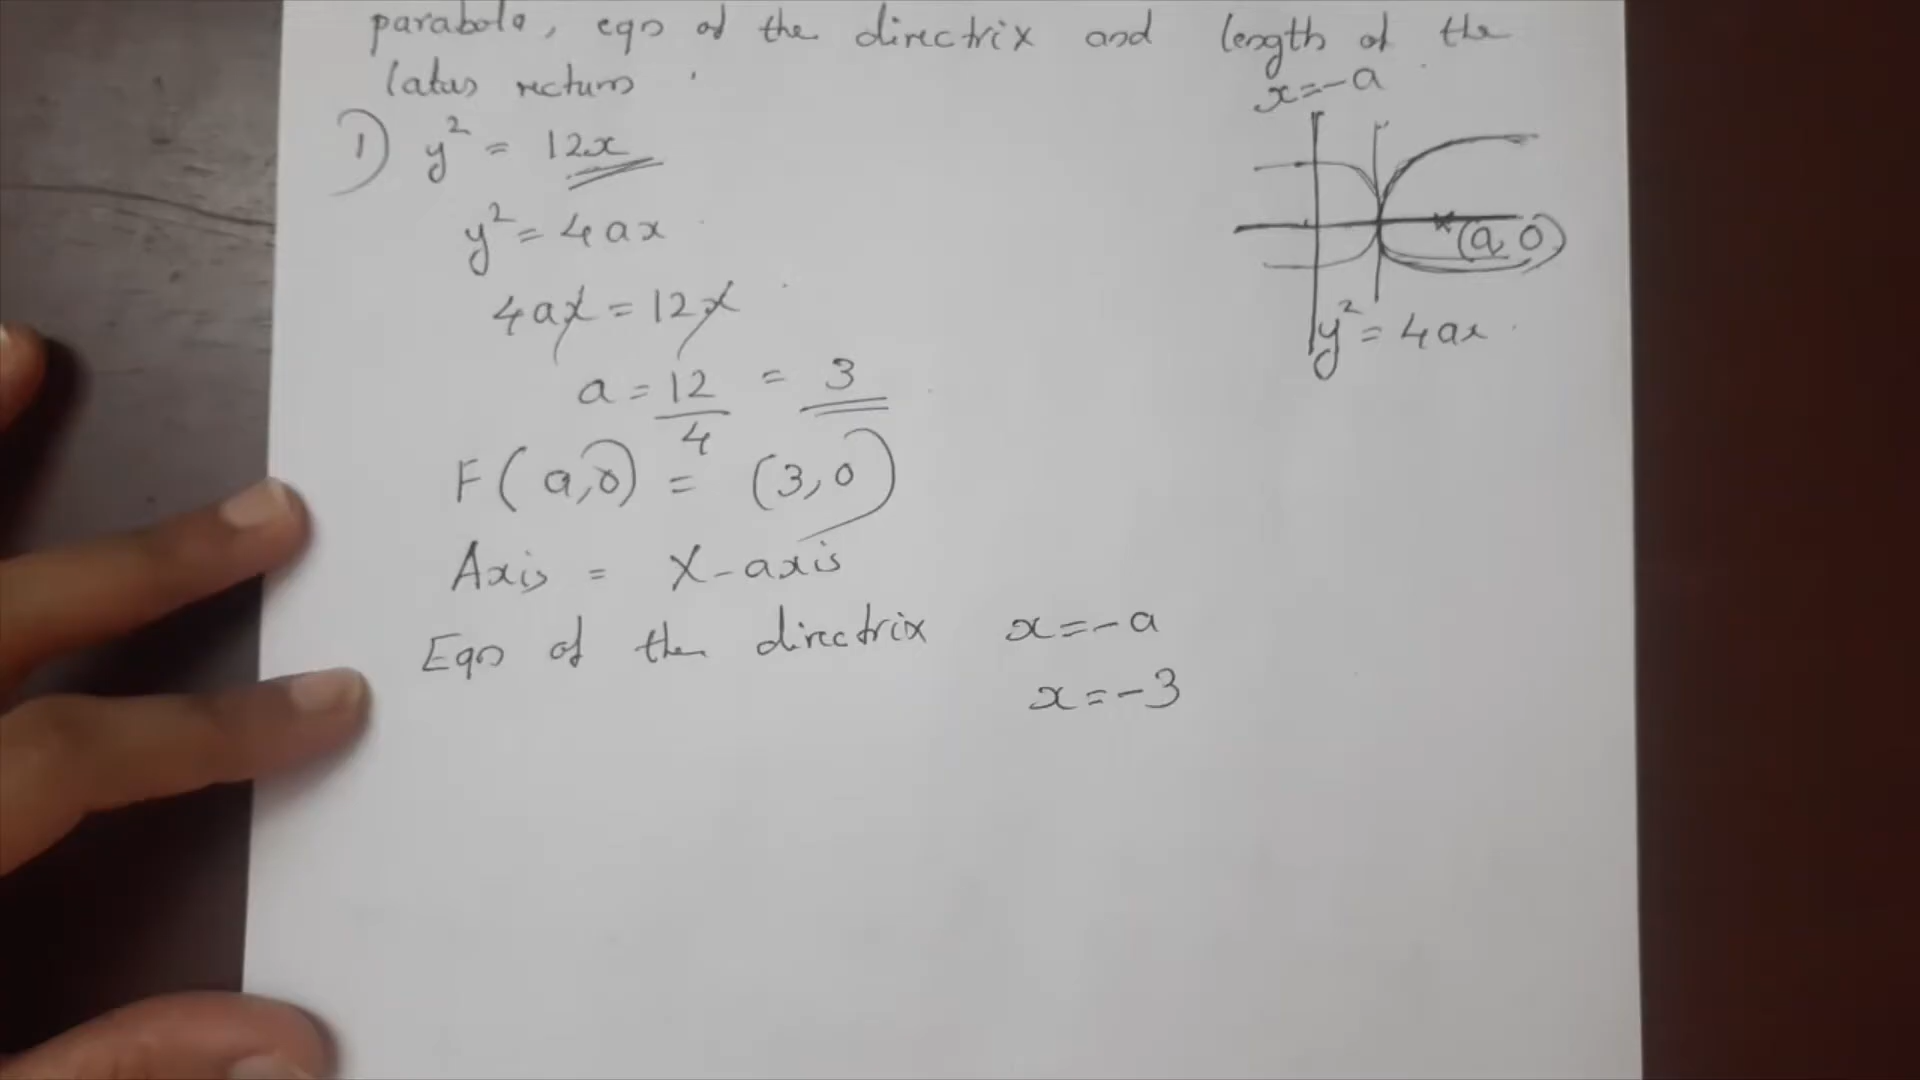 parabola, eqn of the directrix and length of the
latus rectum.
1) y² = 12x
y² = 4ax
4ax = 12x
a = 12/4 = 3
F(a,0) = (3,0)
Axis = X-axis
Eqn of the directrix x = -a
x = -3
x = -a
(a,0)
y² = 4ax